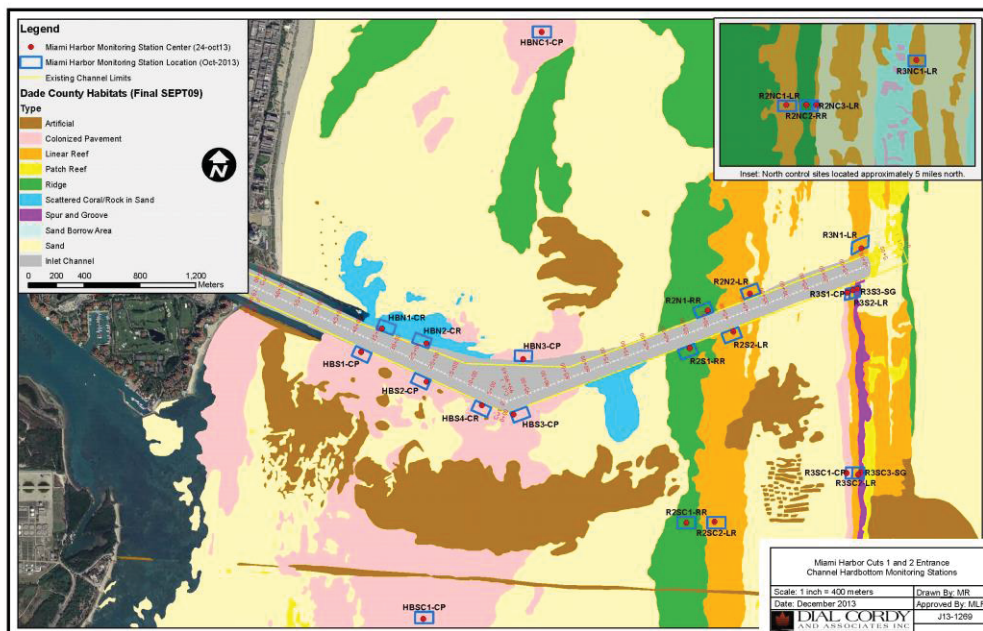 Legend
Miami Harbor Monitoring Station Center (24-oct13)
Miami Harbor Monitoring Station Location (Oct-2013)
Existing Channel Limits
Dade County Habitats (Final SEPT09)
Type
Artificial
Colonized Pavement
Linear Reef
Patch Reef
Ridge
Scattered Coral/Rock in Sand
Spur and Groove
Sand Borrow Area
Sand
Inlet Channel
0 200 400 800 1,200
Meters
N
HBNC1-CP
R3NC1-LR
R2NC1-LR
R2NC3-LR
R2NC2-RR
Inset: North control sites located approximately 5 miles north.
R3N1-LR
R2N2-LR
R3S1-CP
R3S3-SG
R3S2-LR
R2N1-RR
HBN1-CR
HBN2-CR
R2S2-LR
R2S1-RR
HBN3-CP
HBS1-CP
HBS2-CP
HBS4-CR
HBS3-CP
R3SC1-CP
R3SC3-SG
R3SC2-LR
R2SC1-RR
R2SC2-LR
HBSC1-CP
Miami Harbor Cuts 1 and 2 Entrance
Channel Hardbottom Monitoring Stations
Scale: 1 inch = 400 meters
Drawn By: MR
Date: December 2013
Approved By: MLR
DIAL CORDY
AND ASSOCIATES INC
J13-1269